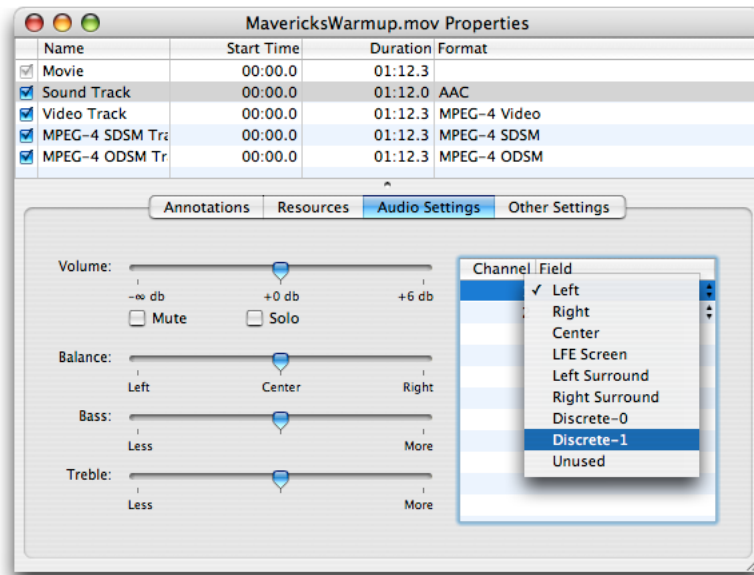 MavericksWarmup.mov Properties
Name Start Time Duration Format
Movie 00:00.0 01:12.3
Sound Track 00:00.0 01:12.0 AAC
Video Track 00:00.0 01:12.3 MPEG-4 Video
MPEG-4 SDSM Tra 00:00.0 01:12.3 MPEG-4 SDSM
MPEG-4 ODSM Tr 00:00.0 01:12.3 MPEG-4 ODSM
Annotations Resources Audio Settings Other Settings
Volume:
-∞ db +0 db +6 db
Mute Solo
Balance:
Left Center Right
Bass:
Less More
Treble:
Less More
Channel Field
✓ Left
Right
Center
LFE Screen
Left Surround
Right Surround
Discrete-0
Discrete-1
Unused